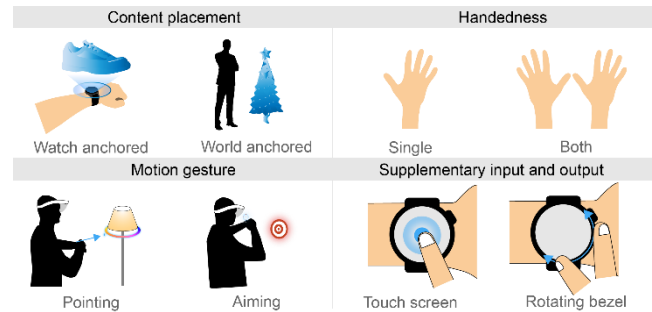 Content placement
Handedness
Watch anchored
World anchored
Single
Both
Motion gesture
Supplementary input and output
Pointing
Aiming
Touch screen
Rotating bezel